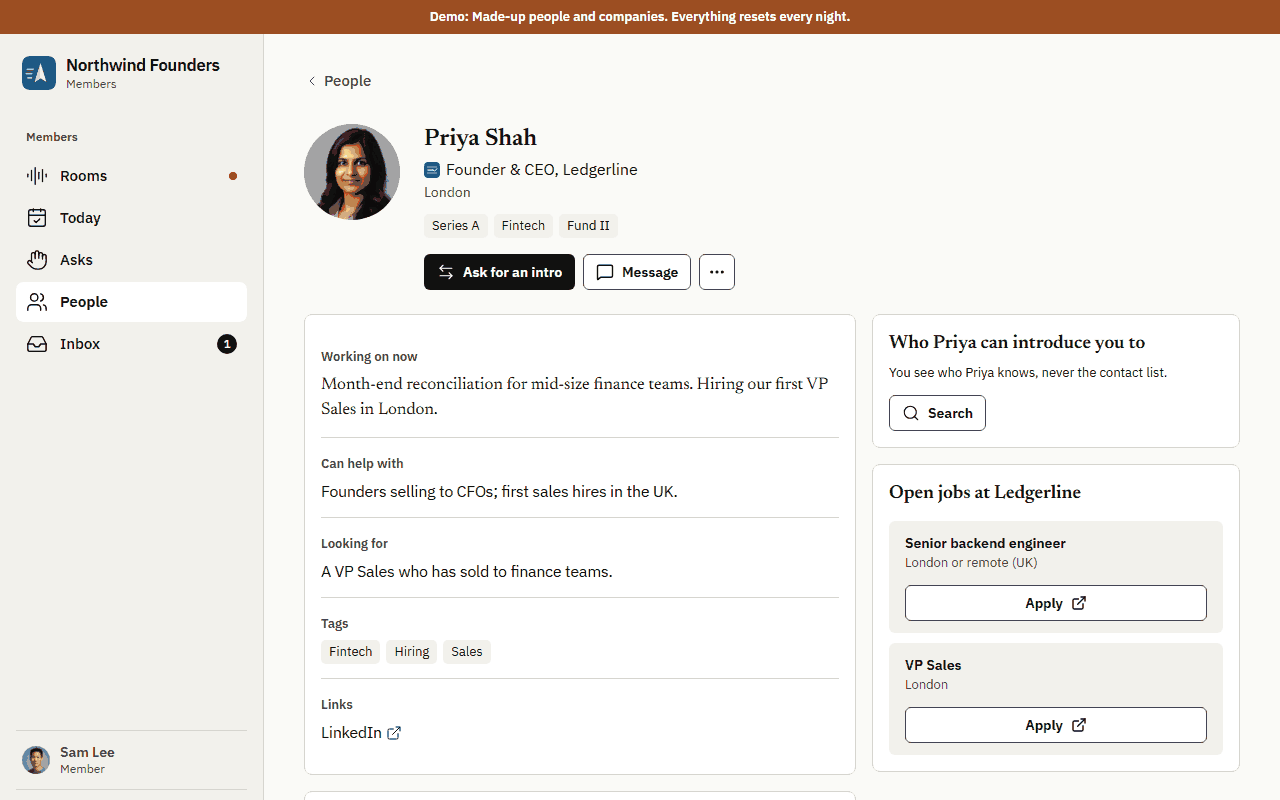 Demo: Made-up people and companies. Everything resets every night.
Northwind Founders
Members
Members
Rooms
Today
Asks
People
Inbox
1
Sam Lee
Member
People
Priya Shah
Founder & CEO, Ledgerline
London
Series A
Fintech
Fund II
Ask for an intro
Message
Working on now
Month-end reconciliation for mid-size finance teams. Hiring our first VP
Sales in London.
Can help with
Founders selling to CFOs; first sales hires in the UK.
Looking for
A VP Sales who has sold to finance teams.
Tags
Fintech
Hiring
Sales
Links
LinkedIn
Who Priya can introduce you to
You see who Priya knows, never the contact list.
Search
Open jobs at Ledgerline
Senior backend engineer
London or remote (UK)
Apply
VP Sales
London
Apply